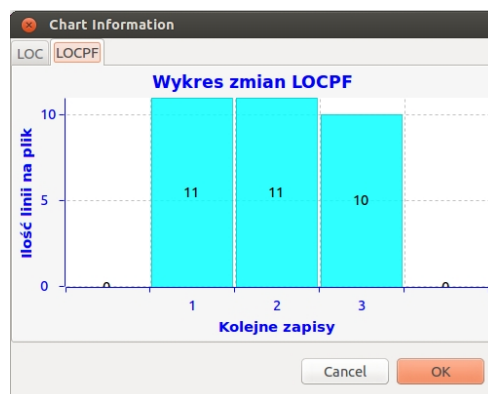 Chart Information
LOC LOCPF
Wykres zmian LOCPF
Ilość linii na plik
10
5
0
0 11 11 10 0
1 2 3
Kolejne zapisy
Cancel OK